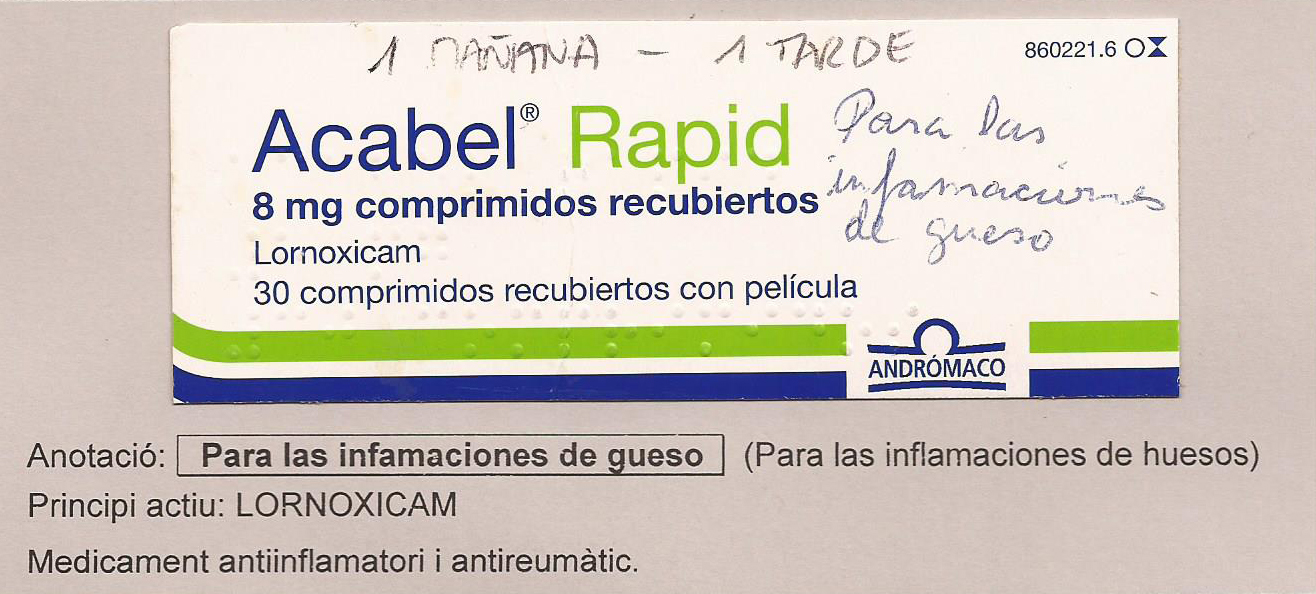 1 MAÑANA - 1 TARDE
860221.6
Acabel® Rapid
Para las
infamaciones
de gueso
8 mg comprimidos recubiertos
Lornoxicam
30 comprimidos recubiertos con película
ANDRÓMACO
Anotació: Para las infamaciones de gueso (Para las inflamaciones de huesos)
Principi actiu: LORNOXICAM
Medicament antiinflamatori i antireumàtic.